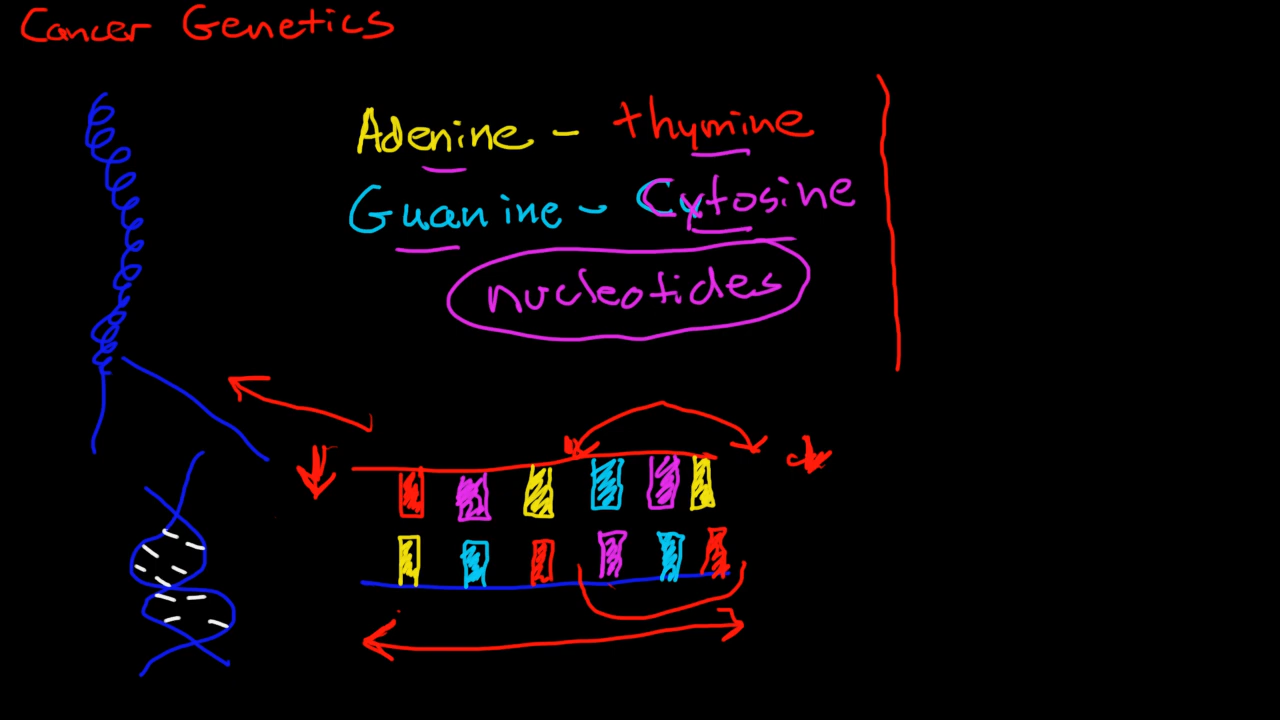 Cancer Genetics
Adenine - thymine
Guanine - Cytosine
nucleotides